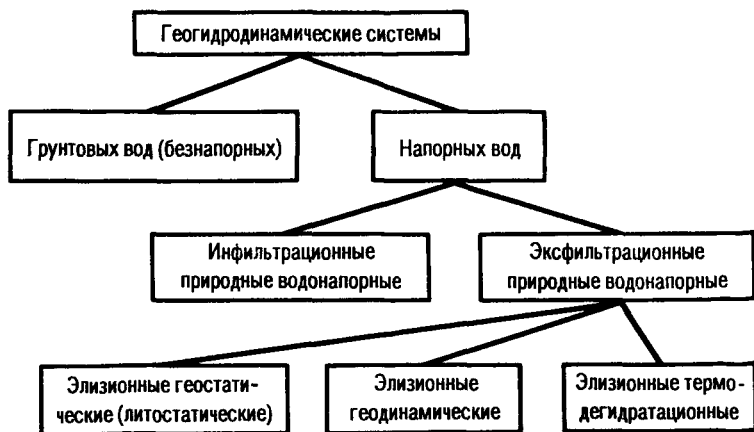 Геогидродинамические системы
Грунтовых вод (безнапорных)
Напорных вод
Инфильтрационные
природные водонапорные
Эксфильтрационные
природные водонапорные
Элизионные геостати-
ческие (литостатические)
Элизионные
геодинамические
Элизионные термо-
дегидратационные